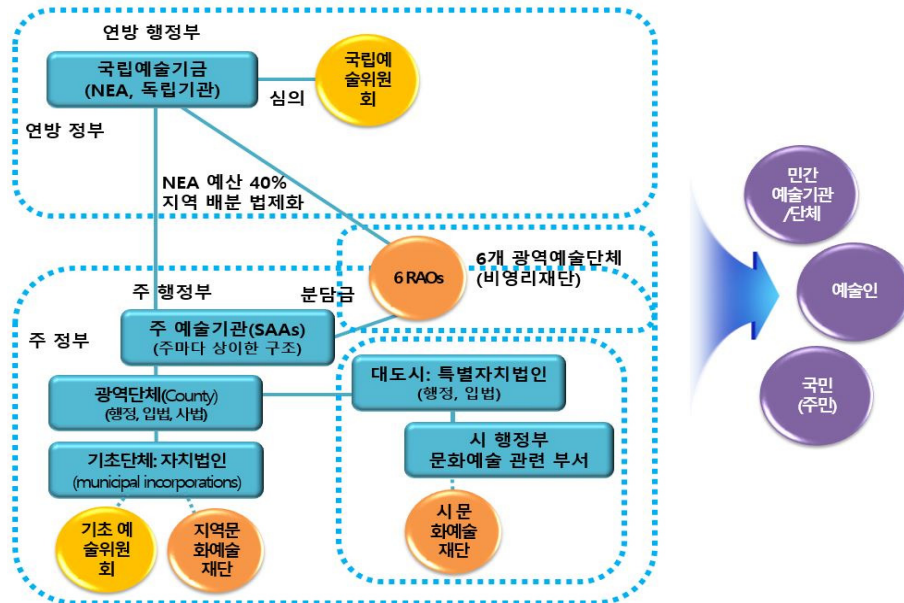 연방 행정부
국립예술기금
(NEA, 독립기관)
심의
국립예
술위원
회
연방 정부
NEA 예산 40%
지역 배분 법제화
6 RAOs
6개 광역예술단체
(비영리재단)
분담금
주 행정부
주 정부
주 예술기관(SAAs)
(주마다 상이한 구조)
광역단체(County)
(행정, 입법, 사법)
대도시: 특별자치법인
(행정, 입법)
기초단체: 자치법인
(municipal incorporations)
시 행정부
문화예술 관련 부서
기초 예
술위원
회
지역문
화예술
재단
시 문
화예술
재단
민간
예술기관
/단체
예술인
국민
(주민)